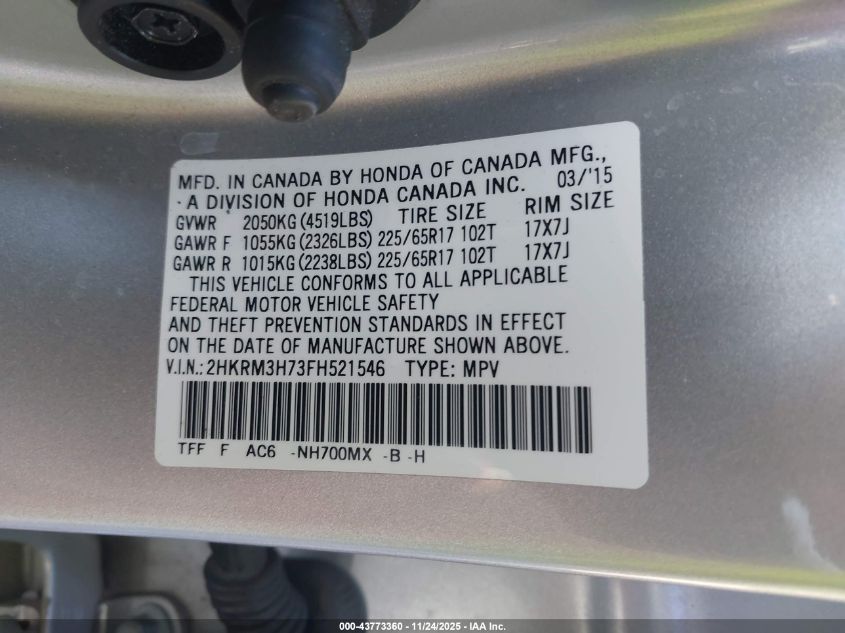 MFD. IN CANADA BY HONDA OF CANADA MFG.,
A DIVISION OF HONDA CANADA INC. 03/'15
GVWR 2050KG (4519LBS) TIRE SIZE RIM SIZE
GAWR F 1055KG (2326LBS) 225/65R17 102T 17X7J
GAWR R 1015KG (2238LBS) 225/65R17 102T 17X7J
THIS VEHICLE CONFORMS TO ALL APPLICABLE
FEDERAL MOTOR VEHICLE SAFETY
AND THEFT PREVENTION STANDARDS IN EFFECT
ON THE DATE OF MANUFACTURE SHOWN ABOVE.
V.I.N.: 2HKRM3H73FH521546 TYPE: MPV
TFF F AC6 -NH700MX -B -H
000-43773360 - 11/24/2025 - IAA Inc.